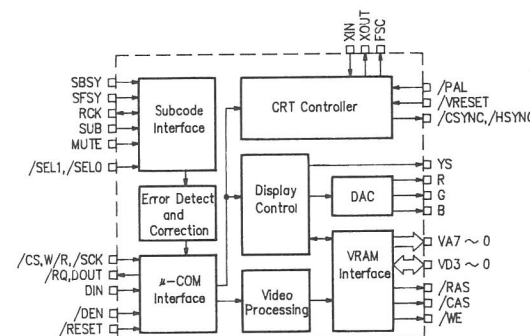 XIN
XOUT
FSC
SBSY
SFSY
RCK
SUB
MUTE
/SEL1,/SEL0
Subcode
Interface
CRT Controller
/PAL
/VRESET
/CSYNC,/HSYNC
Error Detect
and
Correction
Display
Control
DAC
YS
R
G
B
/CS,W/R,/SCK
/RQ,DOUT
DIN
/DEN
/RESET
μ-COM
Interface
Video
Processing
VRAM
Interface
VA7~0
VD3~0
/RAS
/CAS
/WE